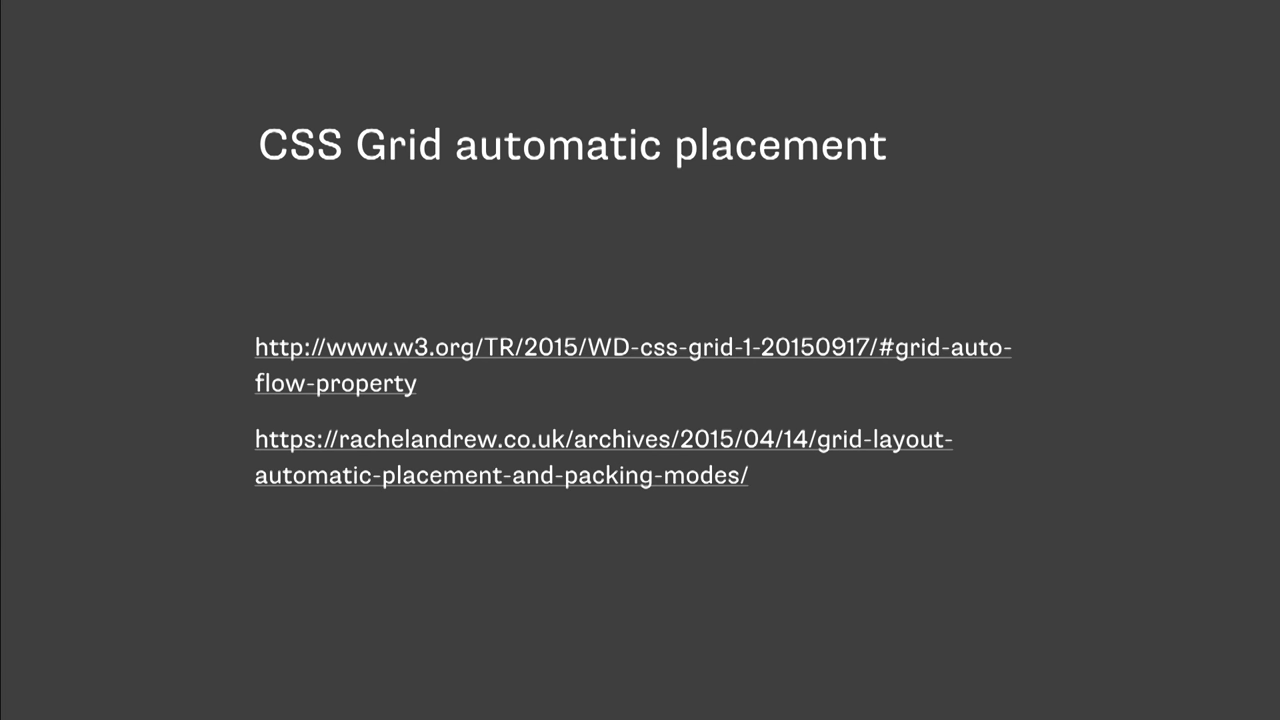 CSS Grid automatic placement
http://www.w3.org/TR/2015/WD-css-grid-1-20150917/#grid-auto-
flow-property
https://rachelandrew.co.uk/archives/2015/04/14/grid-layout-
automatic-placement-and-packing-modes/